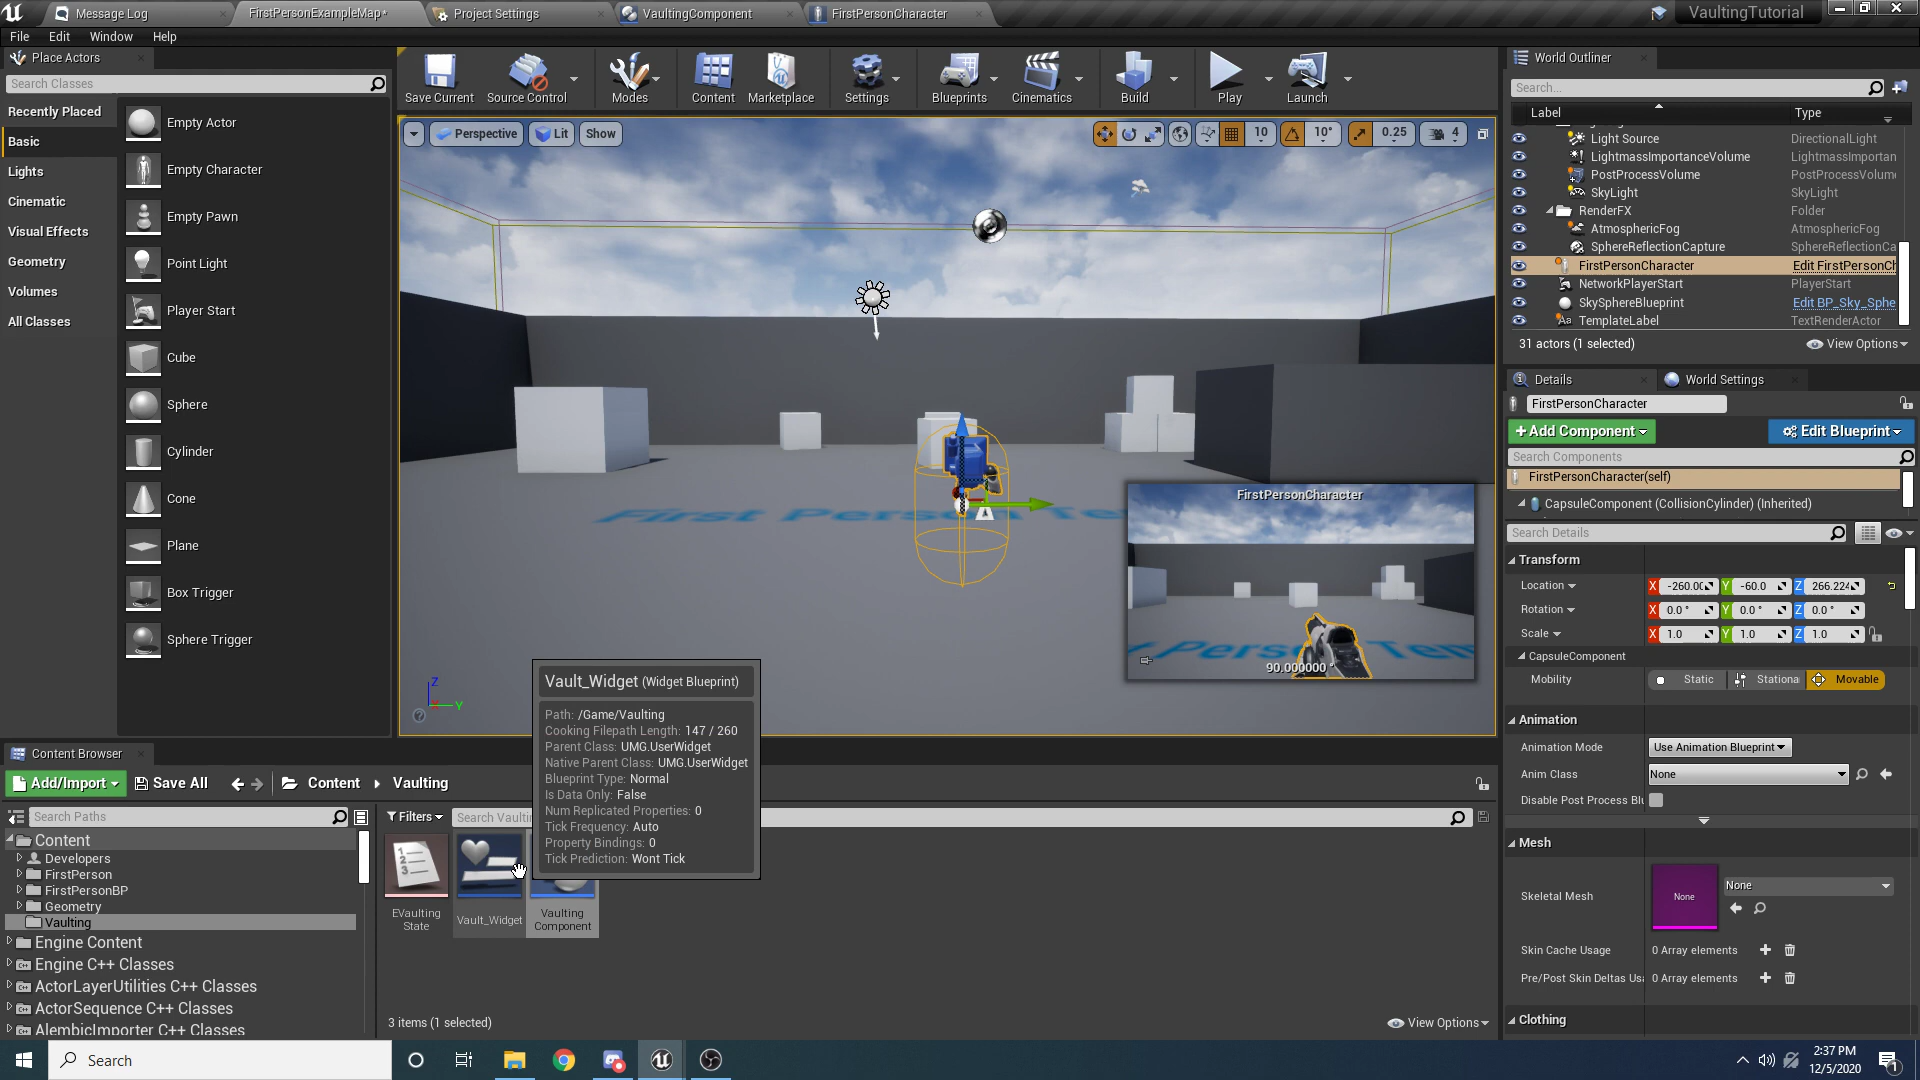 Message Log
FirstPersonExampleMap*
Project Settings
VaultingComponent
FirstPersonCharacter
VaultingTutorial
File Edit Window Help
Place Actors
Search Classes
Recently Placed
Basic
Lights
Cinematic
Visual Effects
Geometry
Volumes
All Classes
Empty Actor
Empty Character
Empty Pawn
Point Light
Player Start
Cube
Sphere
Cylinder
Cone
Plane
Box Trigger
Sphere Trigger
Save Current
Source Control
Modes
Content
Marketplace
Settings
Blueprints
Cinematics
Build
Play
Launch
Perspective Lit Show
10 10° 0.25 4
First Person Te
FirstPersonCharacter
90.000000 °
Z
Y
World Outliner
Search...
Label Type
Light Source DirectionalLight
LightmassImportanceVolume LightmassImportan
PostProcessVolume PostProcessVolume
SkyLight SkyLight
RenderFX Folder
AtmosphericFog AtmosphericFog
SphereReflectionCapture SphereReflectionCa
FirstPersonCharacter Edit FirstPersonCh
NetworkPlayerStart PlayerStart
SkySphereBlueprint Edit BP_Sky_Sphe
TemplateLabel TextRenderActor
31 actors (1 selected) View Options
Details World Settings
FirstPersonCharacter
+Add Component Edit Blueprint
Search Components
FirstPersonCharacter(self)
CapsuleComponent (CollisionCylinder) (Inherited)
Search Details
Transform
Location X -260.0 Y -60.0 Z 266.224
Rotation X 0.0 ° Y 0.0 ° Z 0.0 °
Scale X 1.0 Y 1.0 Z 1.0
CapsuleComponent
Mobility Static Stationa Movable
Animation
Animation Mode Use Animation Blueprint
Anim Class None
Disable Post Process Blu
Mesh
Skeletal Mesh None None
Skin Cache Usage 0 Array elements
Pre/Post Skin Deltas Usa 0 Array elements
Clothing
Vault_Widget (Widget Blueprint)
Path: /Game/Vaulting
Cooking Filepath Length: 147 / 260
Parent Class: UMG.UserWidget
Native Parent Class: UMG.UserWidget
Blueprint Type: Normal
Is Data Only: False
Num Replicated Properties: 0
Tick Frequency: Auto
Property Bindings: 0
Tick Prediction: Wont Tick
Content Browser
Add/Import Save All Content Vaulting
Search Paths
Filters Search Vaulti
Content
Developers
FirstPerson
FirstPersonBP
Geometry
Vaulting
Engine Content
Engine C++ Classes
ActorLayerUtilities C++ Classes
ActorSequence C++ Classes
AlembicImporter C++ Classes
EVaulting
State
Vault_Widget
Vaulting
Component
3 items (1 selected)
View Options
Search
2:37 PM
12/5/2020
1